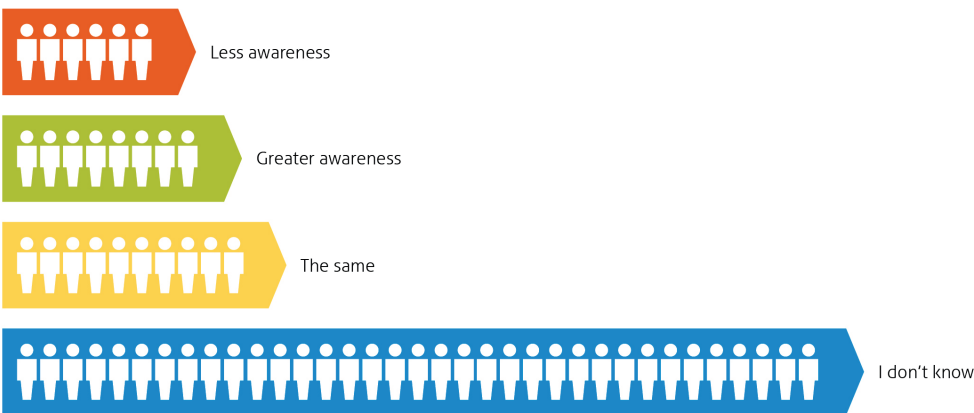 Less awareness
Greater awareness
The same
I don't know